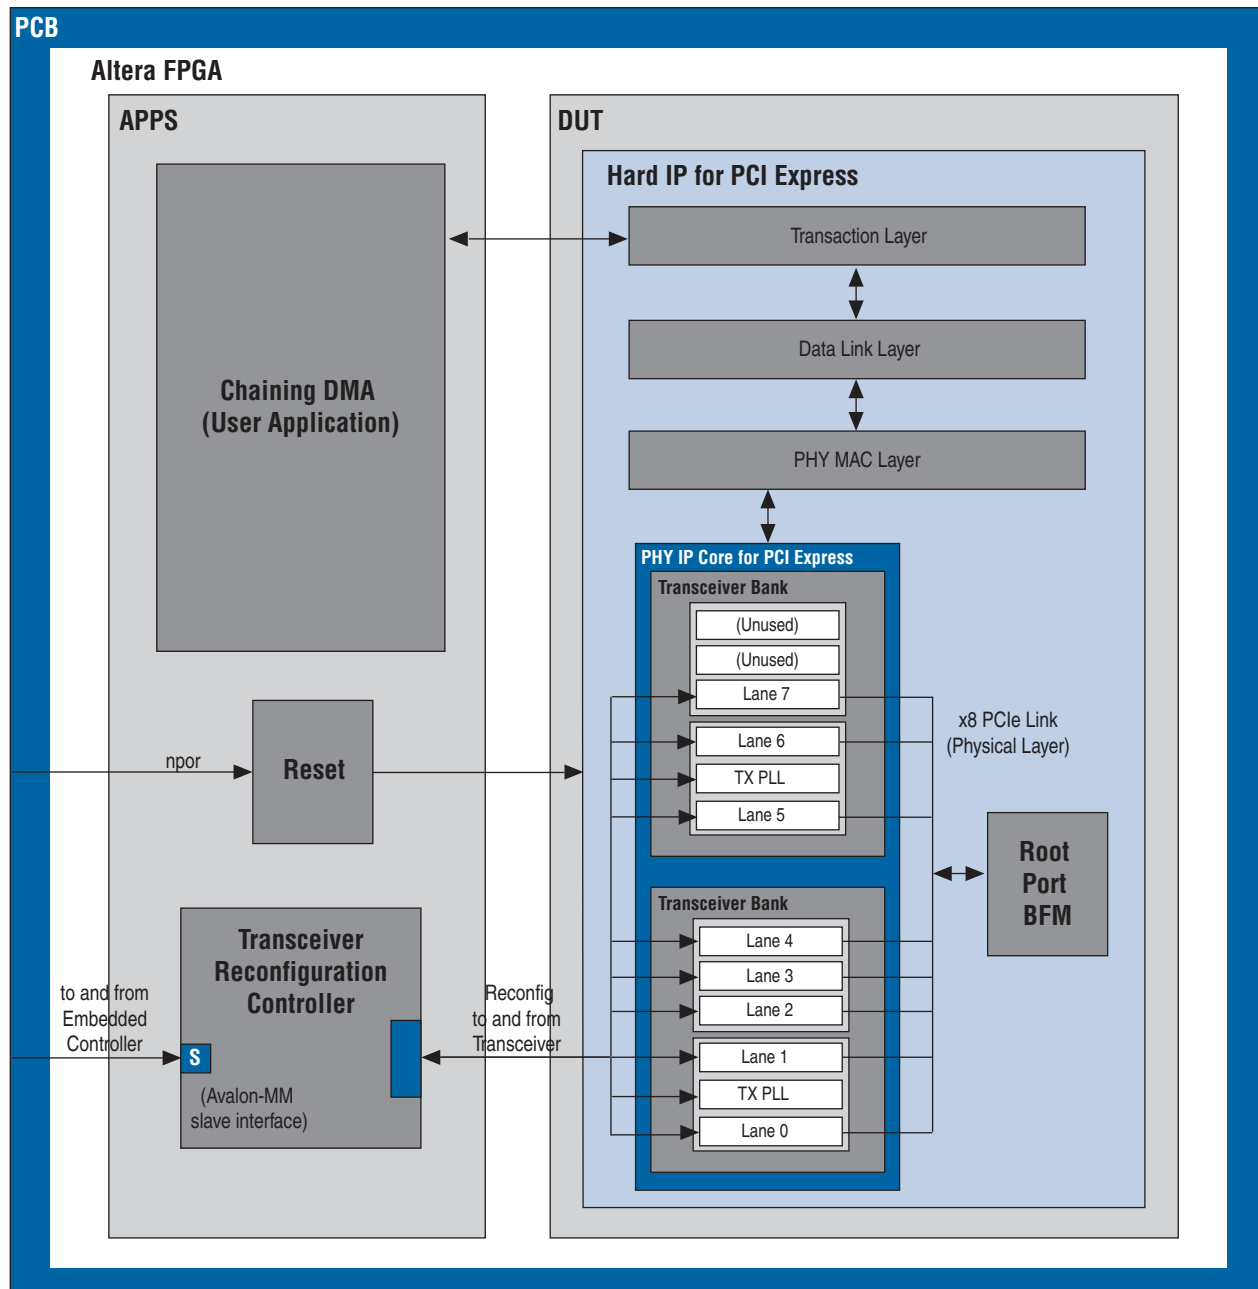 PCB
Altera FPGA
APPS
Chaining DMA
(User Application)
npor
Reset
Transceiver
Reconfiguration
Controller
to and from
Embedded
Controller
S
(Avalon-MM
slave interface)
Reconfig
to and from
Transceiver
DUT
Hard IP for PCI Express
Transaction Layer
Data Link Layer
PHY MAC Layer
PHY IP Core for PCI Express
Transceiver Bank
(Unused)
(Unused)
Lane 7
Lane 6
TX PLL
Lane 5
Transceiver Bank
Lane 4
Lane 3
Lane 2
Lane 1
TX PLL
Lane 0
x8 PCIe Link
(Physical Layer)
Root
Port
BFM